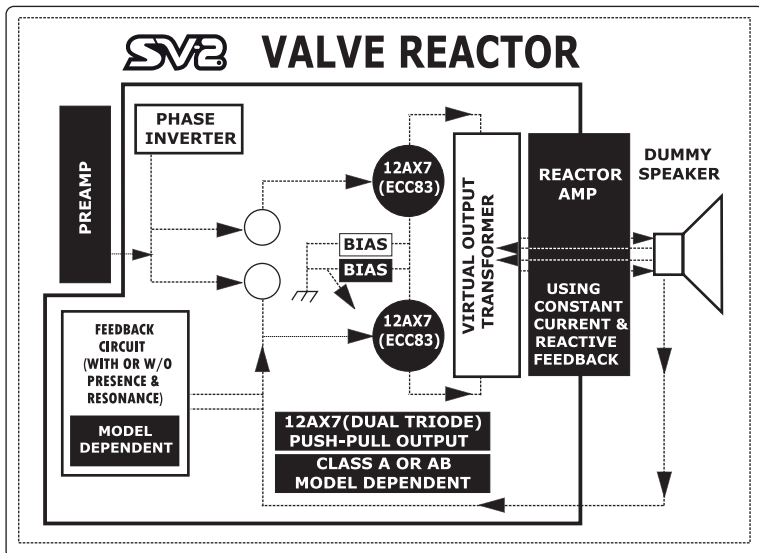 SV2 VALVE REACTOR
PHASE
INVERTER
PREAMP
12AX7
(ECC83)
BIAS
BIAS
12AX7
(ECC83)
VIRTUAL OUTPUT
TRANSFORMER
REACTOR
AMP
USING
CONSTANT
CURRENT &
REACTIVE
FEEDBACK
DUMMY
SPEAKER
FEEDBACK
CIRCUIT
(WITH OR W/O
PRESENCE &
RESONANCE)
MODEL
DEPENDENT
12AX7(DUAL TRIODE)
PUSH-PULL OUTPUT
CLASS A OR AB
MODEL DEPENDENT